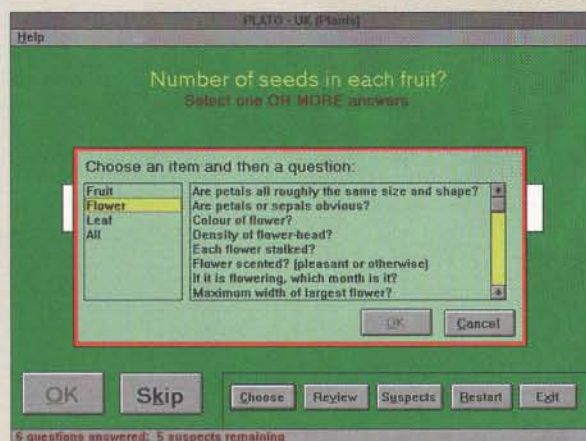 PLATO - UK (Plants)
Help
Number of seeds in each fruit?
Select one OR MORE answers
Choose an item and then a question:
Fruit
Flower
Leaf
All
Are petals all roughly the same size and shape?
Are petals or sepals obvious?
Colour of flower?
Density of flower-head?
Each flower stalked?
Flower scented? (pleasant or otherwise)
If it is flowering, which month is it?
Maximum width of largest flower?
OK
Cancel
OK
Skip
Choose
Review
Suspects
Restart
Exit
6 questions answered: 5 suspects remaining